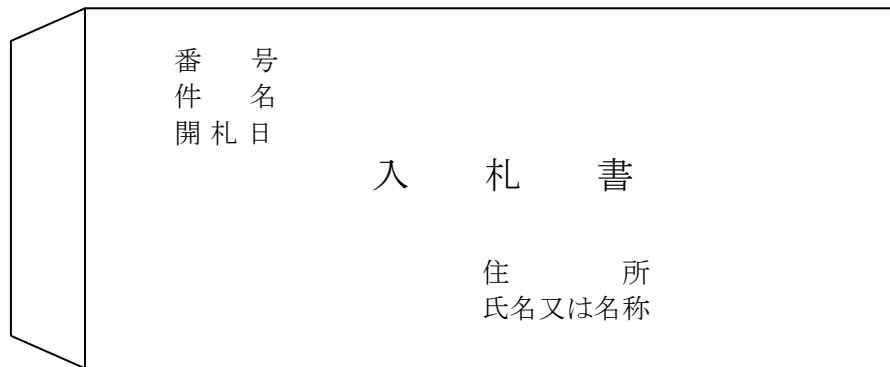 番　　号
件　　名
開 札 日
入　札　書
住　　　　所
氏名又は名称